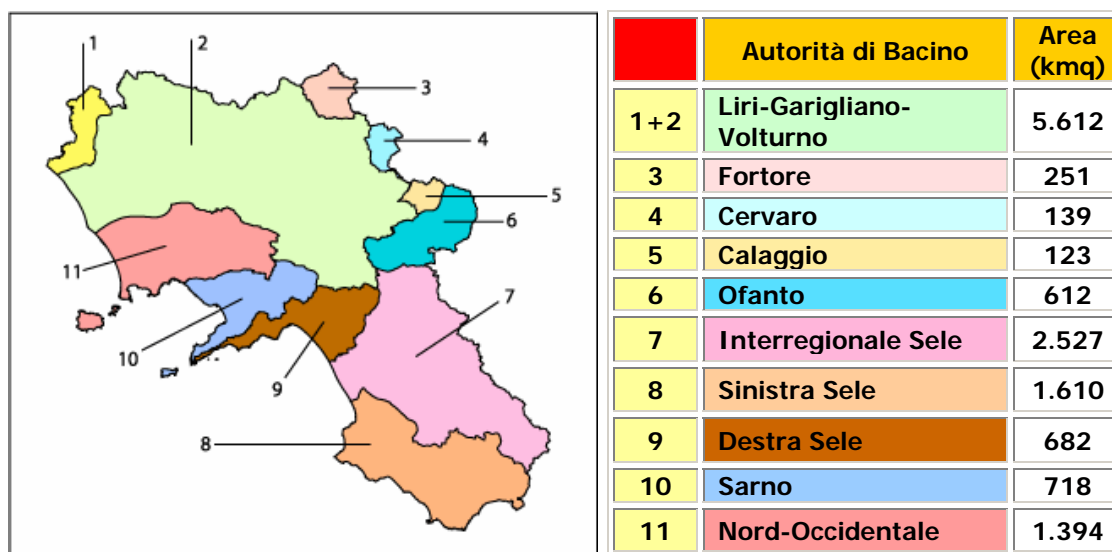 1
2
3
4
5
6
7
8
9
10
11
Autorità di Bacino
Area
(kmq)
1+2
Liri-Garigliano-
Volturno
5.612
3 Fortore 251
4 Cervaro 139
5 Calaggio 123
6 Ofanto 612
7 Interregionale Sele 2.527
8 Sinistra Sele 1.610
9 Destra Sele 682
10 Sarno 718
11 Nord-Occidentale 1.394